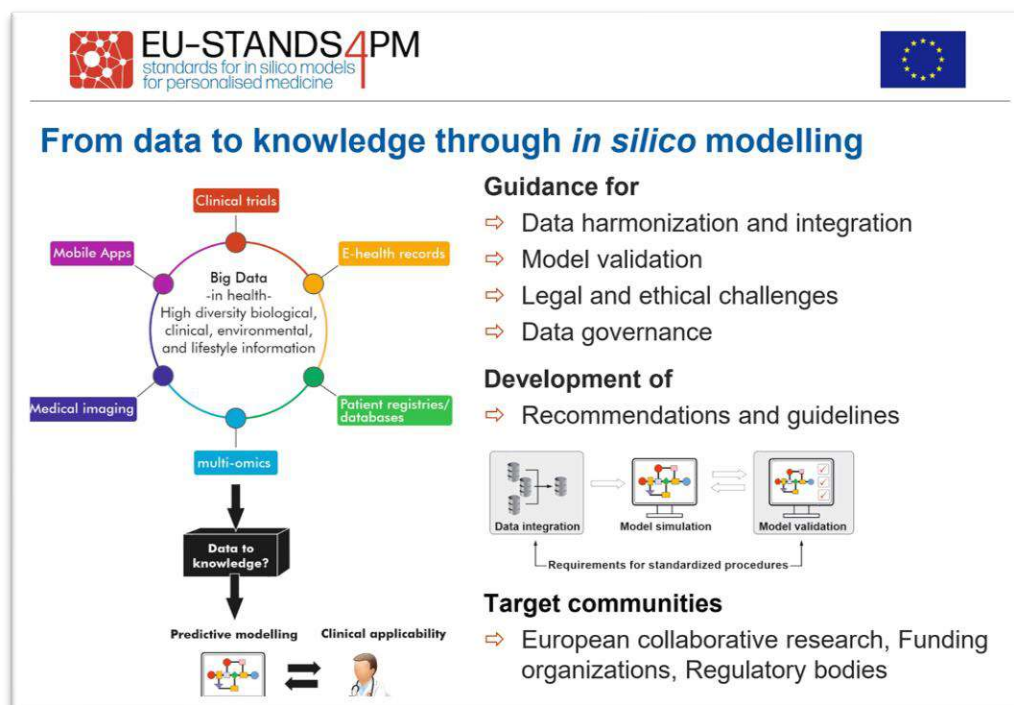 EU-STANDS4PM
standards for in silico models
for personalised medicine
From data to knowledge through in silico modelling
Clinical trials
Mobile Apps
E-health records
Big Data
-in health-
High diversity biological,
clinical, environmental,
and lifestyle information
Medical imaging
Patient registries/
databases
multi-omics
Data to
knowledge?
Predictive modelling
Clinical applicability
Guidance for
⇨ Data harmonization and integration
⇨ Model validation
⇨ Legal and ethical challenges
⇨ Data governance
Development of
⇨ Recommendations and guidelines
Data integration
Model simulation
Model validation
Requirements for standardized procedures
Target communities
⇨ European collaborative research, Funding
organizations, Regulatory bodies